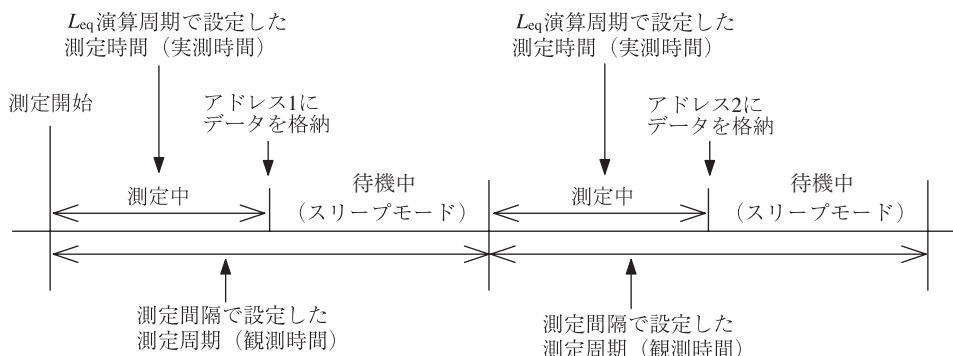 Leq演算周期で設定した
測定時間（実測時間）
Leq演算周期で設定した
測定時間（実測時間）
測定開始
アドレス1に
データを格納
アドレス2に
データを格納
測定中
待機中
（スリープモード）
測定中
待機中
（スリープモード）
測定間隔で設定した
測定周期（観測時間）
測定間隔で設定した
測定周期（観測時間）